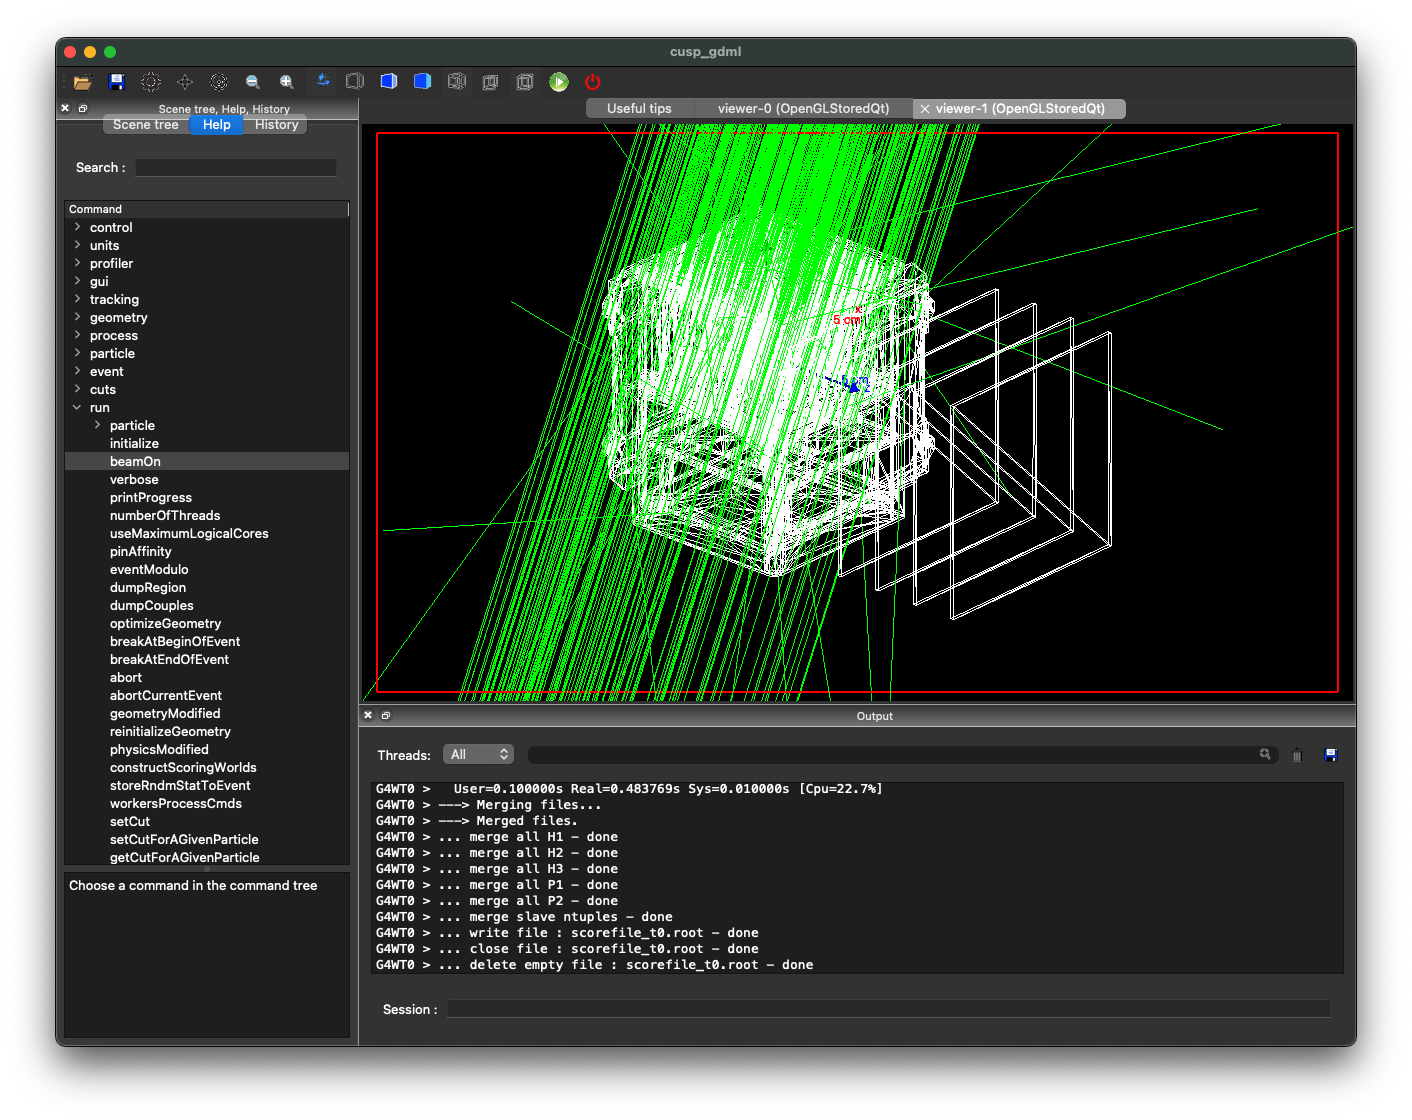 cusp_gdml
Scene tree, Help, History
Scene tree
Help
History
Search :
Command
control
units
profiler
gui
tracking
geometry
process
particle
event
cuts
run
particle
initialize
beamOn
verbose
printProgress
numberOfThreads
useMaximumLogicalCores
pinAffinity
eventModulo
dumpRegion
dumpCouples
optimizeGeometry
breakAtBeginOfEvent
breakAtEndOfEvent
abort
abortCurrentEvent
geometryModified
reinitializeGeometry
physicsModified
constructScoringWorlds
storeRndmStatToEvent
workersProcessCmds
setCut
setCutForAGivenParticle
getCutForAGivenParticle
Choose a command in the command tree
Useful tips
viewer-0 (OpenGLStoredQt)
viewer-1 (OpenGLStoredQt)
x
5 cm
Output
Threads:
All
G4WT0 >   User=0.100000s Real=0.483769s Sys=0.010000s [Cpu=22.7%]
G4WT0 > ---> Merging files...
G4WT0 > ---> Merged files.
G4WT0 > ... merge all H1 - done
G4WT0 > ... merge all H2 - done
G4WT0 > ... merge all H3 - done
G4WT0 > ... merge all P1 - done
G4WT0 > ... merge all P2 - done
G4WT0 > ... merge slave ntuples - done
G4WT0 > ... write file : scorefile_t0.root - done
G4WT0 > ... close file : scorefile_t0.root - done
G4WT0 > ... delete empty file : scorefile_t0.root - done
Session :